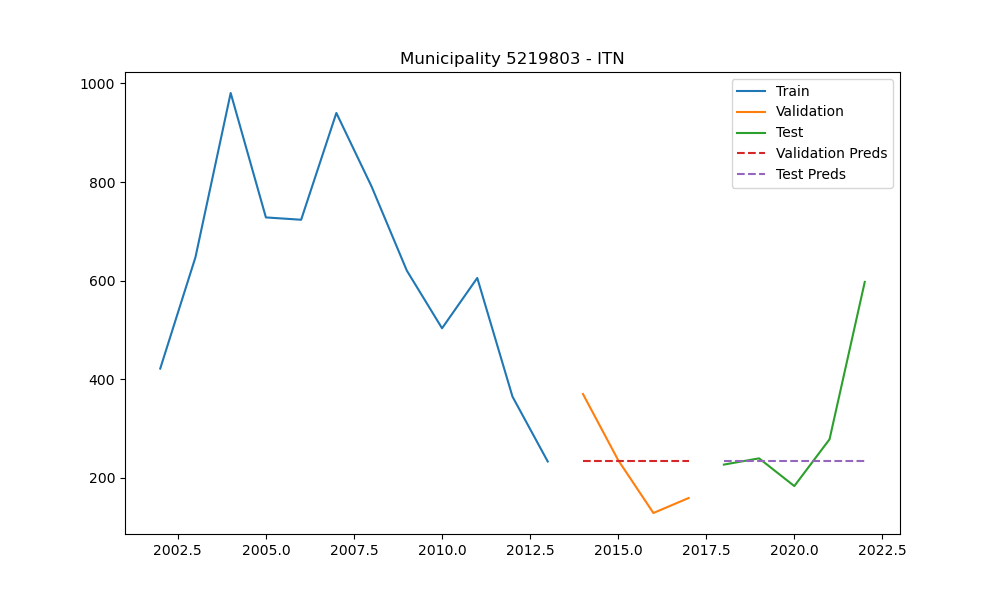 Municipality 5219803 - ITN
1000
800
600
400
200
Train
Validation
Test
Validation Preds
Test Preds
2002.5 2005.0 2007.5 2010.0 2012.5 2015.0 2017.5 2020.0 2022.5